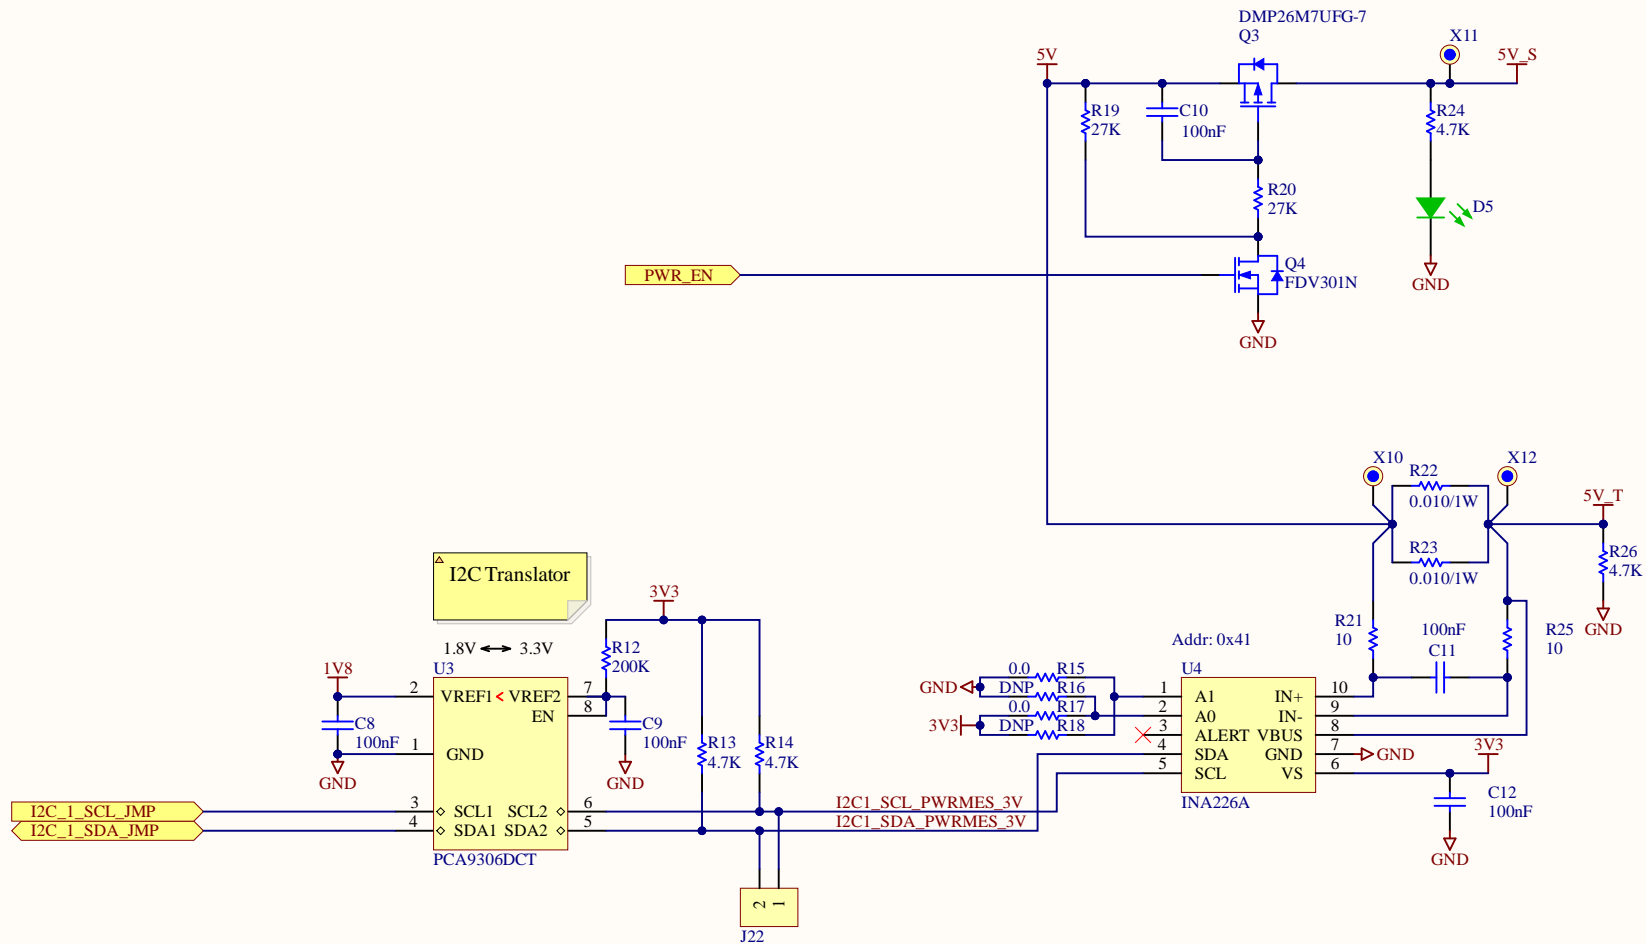 DMP26M7UFG-7
Q3
X11
5V
5V_S
R19
27K
C10
100nF
R24
4.7K
R20
27K
D5
PWR_EN
Q4
FDV301N
GND
GND
X10
R22
0.010/1W
X12
5V_T
R23
0.010/1W
R26
4.7K
GND
I2C Translator
3V3
1.8V
3.3V
R12
200K
R21
10
100nF
C11
R25
10
Addr: 0x41
1V8
U3
2
VREF1
<
VREF2
7
EN
8
C8
100nF
C9
100nF
1
GND
GND
GND
R13
4.7K
R14
4.7K
GND
3V3
0.0
R15
DNP
R16
0.0
R17
DNP
R18
U4
1
A1
IN+
10
2
A0
IN-
9
3
ALERT
VBUS
8
4
SDA
GND
7
GND
5
SCL
VS
6
3V3
INA226A
C12
100nF
GND
I2C_1_SCL_JMP
3
SCL1
SCL2
6
I2C1_SCL_PWRMES_3V
I2C_1_SDA_JMP
4
SDA1
SDA2
5
I2C1_SDA_PWRMES_3V
PCA9306DCT
2
1
J22